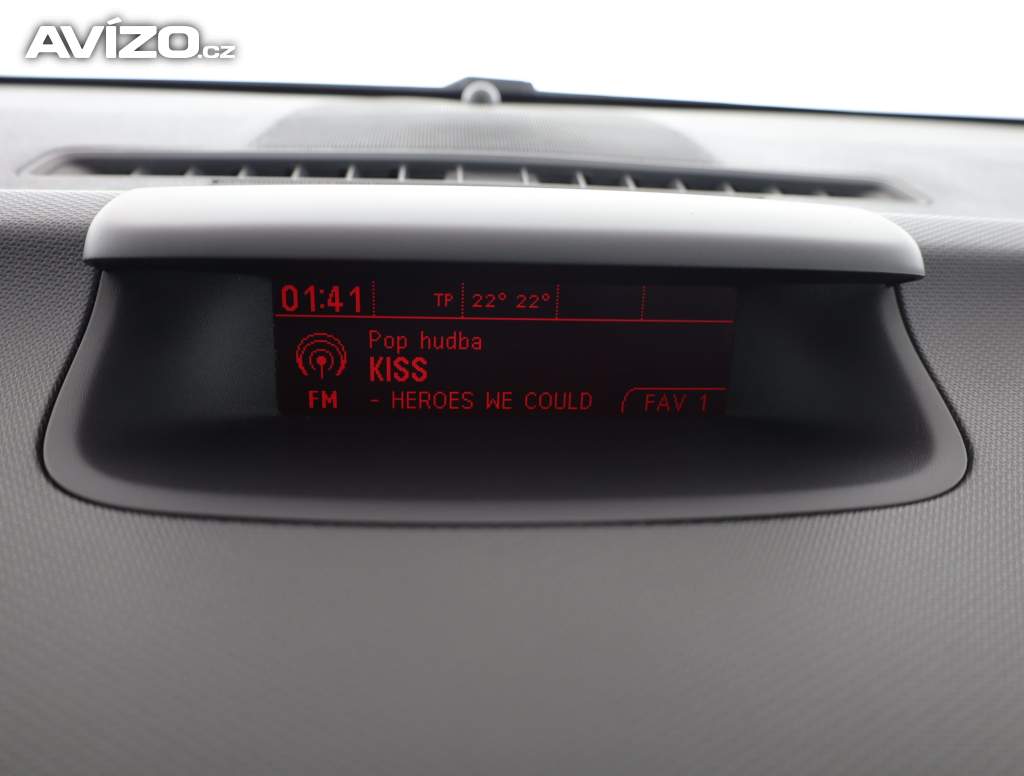 AVÍZO.cz
01:41 TP 22° 22°
Pop hudba
KISS
FM - HEROES WE COULD FAV 1